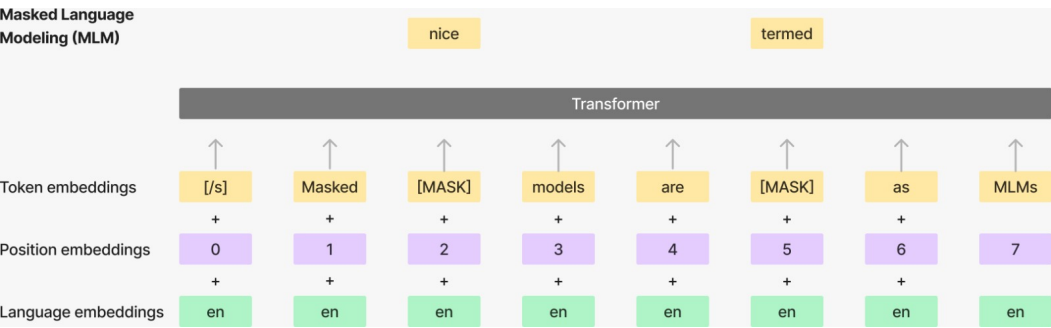 Masked Language
Modeling (MLM)
nice termed
Transformer
Token embeddings [/s] Masked [MASK] models are [MASK] as MLMs
+ + + + + + +
Position embeddings 0 1 2 3 4 5 6 7
+ + + + + + +
Language embeddings en en en en en en en en